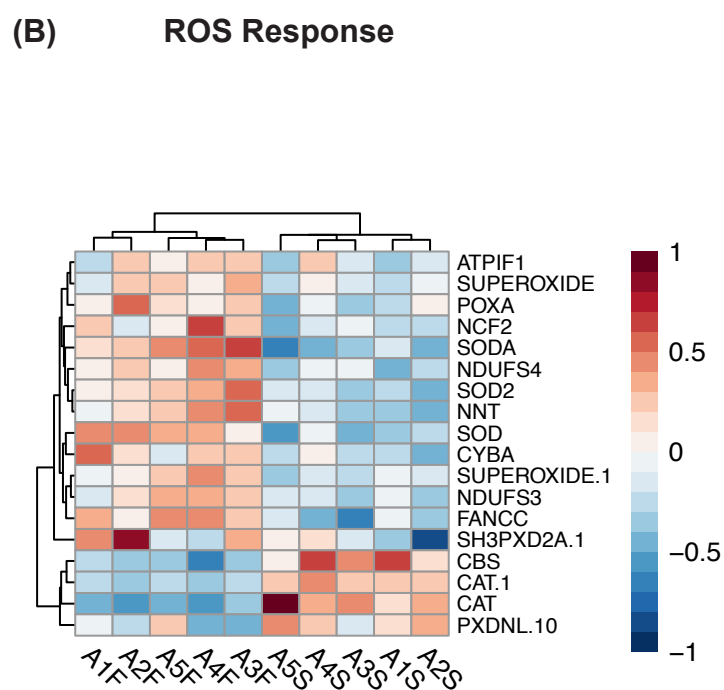 (B) ROS Response
ATPIF1
SUPEROXIDE
POXA
NCF2
SODA
NDUFS4
SOD2
NNT
SOD
CYBA
SUPEROXIDE.1
NDUFS3
FANCC
SH3PXD2A.1
CBS
CAT.1
CAT
PXDNL.10
A1F A2F A5F A4F A3F A5S A4S A3S A1S A2S
1
0.5
0
−0.5
−1